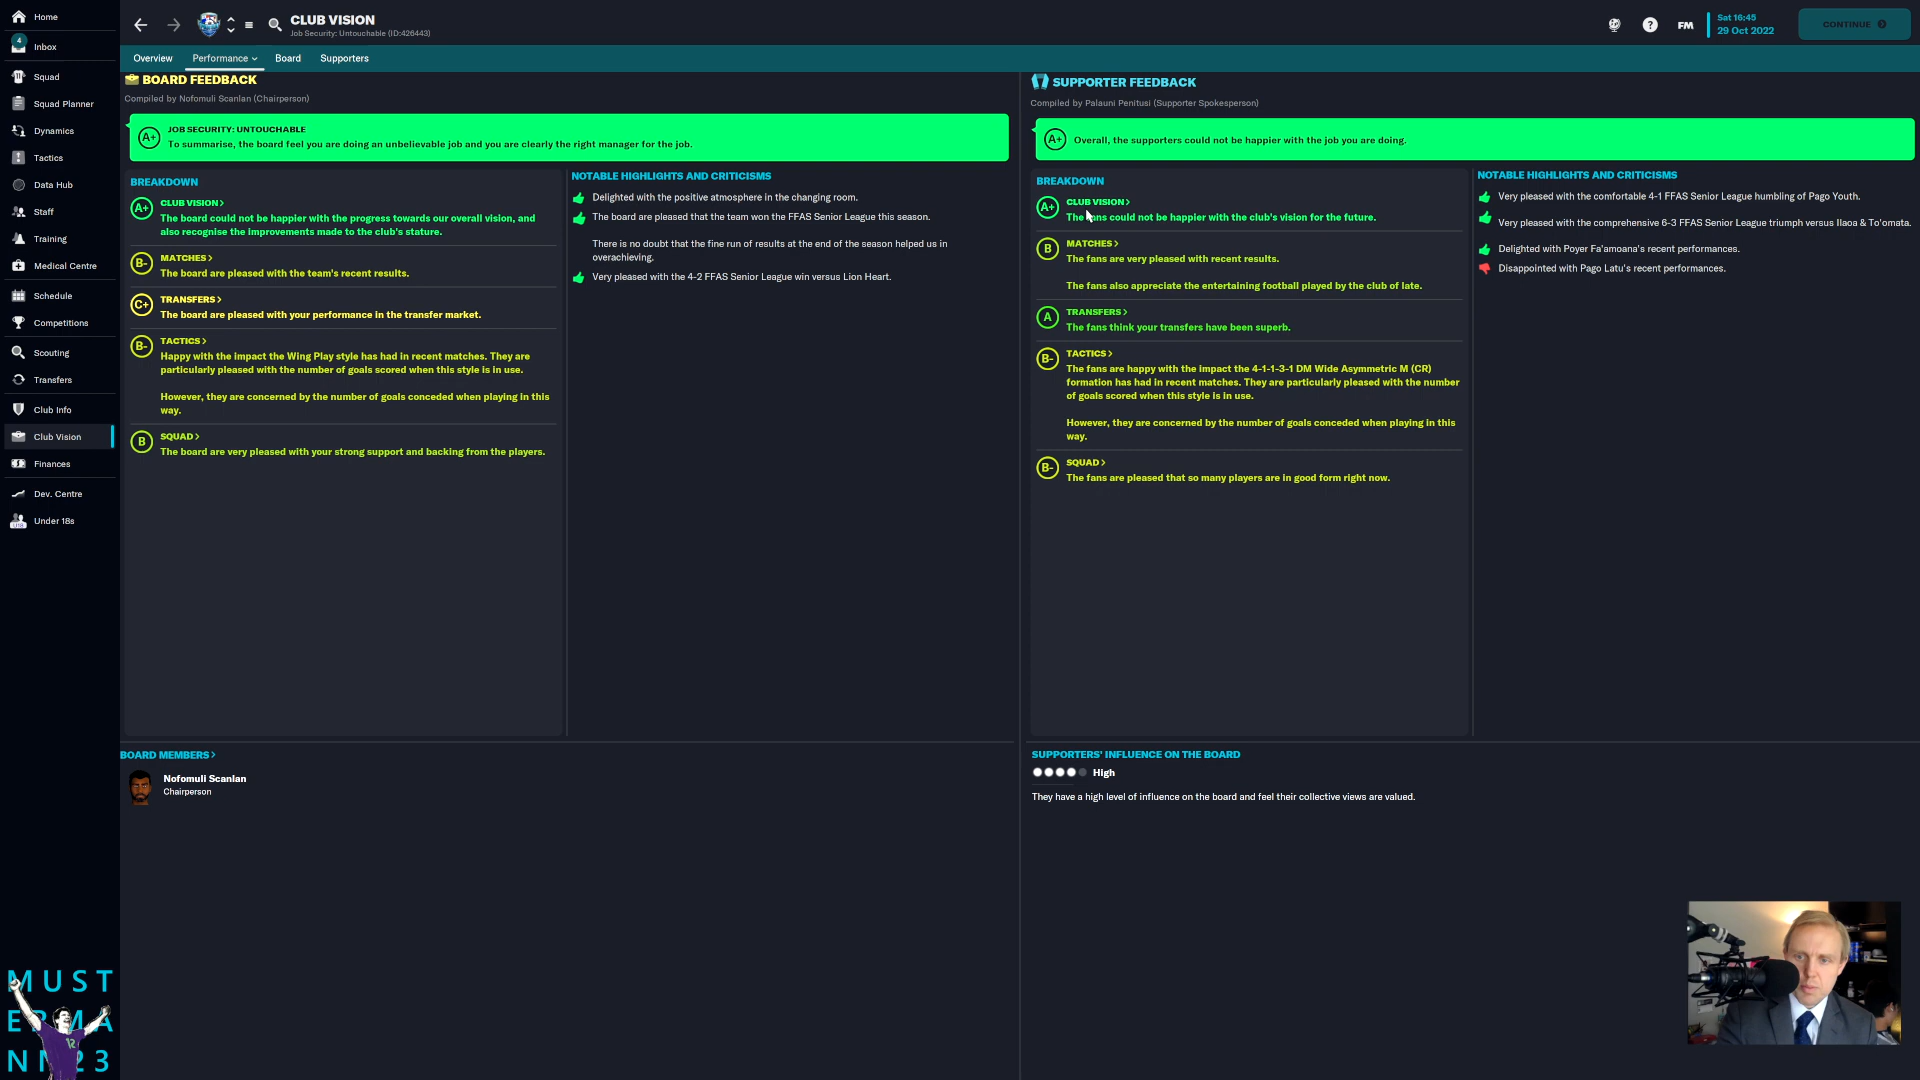 Home
4
Inbox
Squad
Squad Planner
Dynamics
Tactics
Data Hub
Staff
Training
Medical Centre
Schedule
Competitions
Scouting
Transfers
Club Info
Club Vision
Finances
Dev. Centre
Under 18s
MUST
ERMA
NN23
CLUB VISION
Job Security: Untouchable (ID:426443)
?
FM
Sat 16:45
29 Oct 2022
CONTINUE
Overview
Performance
Board
Supporters
BOARD FEEDBACK
Compiled by Nofomuli Scanlan (Chairperson)
A+
JOB SECURITY: UNTOUCHABLE
To summarise, the board feel you are doing an unbelievable job and you are clearly the right manager for the job.
BREAKDOWN
A+
CLUB VISION >
The board could not be happier with the progress towards our overall vision, and
also recognise the improvements made to the club's stature.
B-
MATCHES >
The board are pleased with the team's recent results.
C+
TRANSFERS >
The board are pleased with your performance in the transfer market.
B-
TACTICS >
Happy with the impact the Wing Play style has had in recent matches. They are
particularly pleased with the number of goals scored when this style is in use.
However, they are concerned by the number of goals conceded when playing in this
way.
B
SQUAD >
The board are very pleased with your strong support and backing from the players.
NOTABLE HIGHLIGHTS AND CRITICISMS
Delighted with the positive atmosphere in the changing room.
The board are pleased that the team won the FFAS Senior League this season.
There is no doubt that the fine run of results at the end of the season helped us in
overachieving.
Very pleased with the 4-2 FFAS Senior League win versus Lion Heart.
BOARD MEMBERS >
Nofomuli Scanlan
Chairperson
SUPPORTER FEEDBACK
Compiled by Palauni Penitusi (Supporter Spokesperson)
A+
Overall, the supporters could not be happier with the job you are doing.
BREAKDOWN
A+
CLUB VISION >
The fans could not be happier with the club's vision for the future.
B
MATCHES >
The fans are very pleased with recent results.
The fans also appreciate the entertaining football played by the club of late.
A
TRANSFERS >
The fans think your transfers have been superb.
B-
TACTICS >
The fans are happy with the impact the 4-1-1-3-1 DM Wide Asymmetric M (CR)
formation has had in recent matches. They are particularly pleased with the number
of goals scored when this style is in use.
However, they are concerned by the number of goals conceded when playing in this
way.
B-
SQUAD >
The fans are pleased that so many players are in good form right now.
NOTABLE HIGHLIGHTS AND CRITICISMS
Very pleased with the comfortable 4-1 FFAS Senior League humbling of Pago Youth.
Very pleased with the comprehensive 6-3 FFAS Senior League triumph versus Ilaoa & To'omata.
Delighted with Poyer Fa'amoana's recent performances.
Disappointed with Pago Latu's recent performances.
SUPPORTERS' INFLUENCE ON THE BOARD
High
They have a high level of influence on the board and feel their collective views are valued.